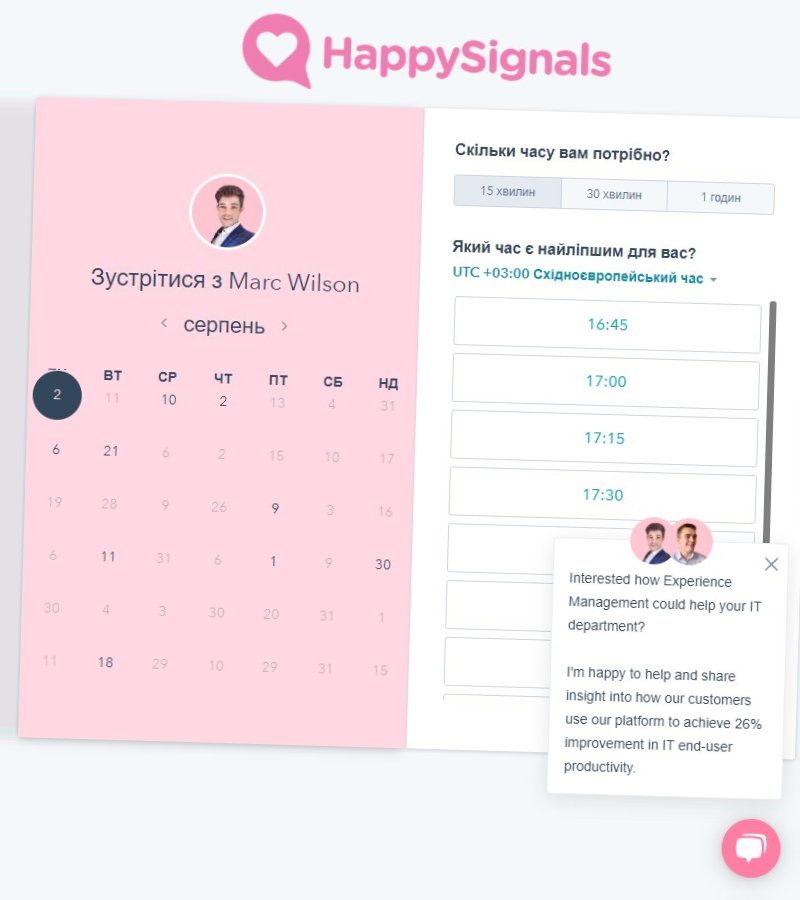 HappySignals
Зустрітися з Marc Wilson
серпень
ВТ СР ЧТ ПТ СБ НД
2 11 10 2 13 4 31
6 21 6 2 15 10 17
19 28 9 26 9 3 16
6 11 31 6 1 9 30
30 4 3 30 20 31 1
11 18 29 10 29 31 15
Скільки часу вам потрібно?
15 хвилин 30 хвилин 1 годин
Який час є найліпшим для вас?
UTC +03:00 Східноєвропейський час
16:45
17:00
17:15
17:30
Interested how Experience
Management could help your IT
department?
I'm happy to help and share
insight into how our customers
use our platform to achieve 26%
improvement in IT end-user
productivity.